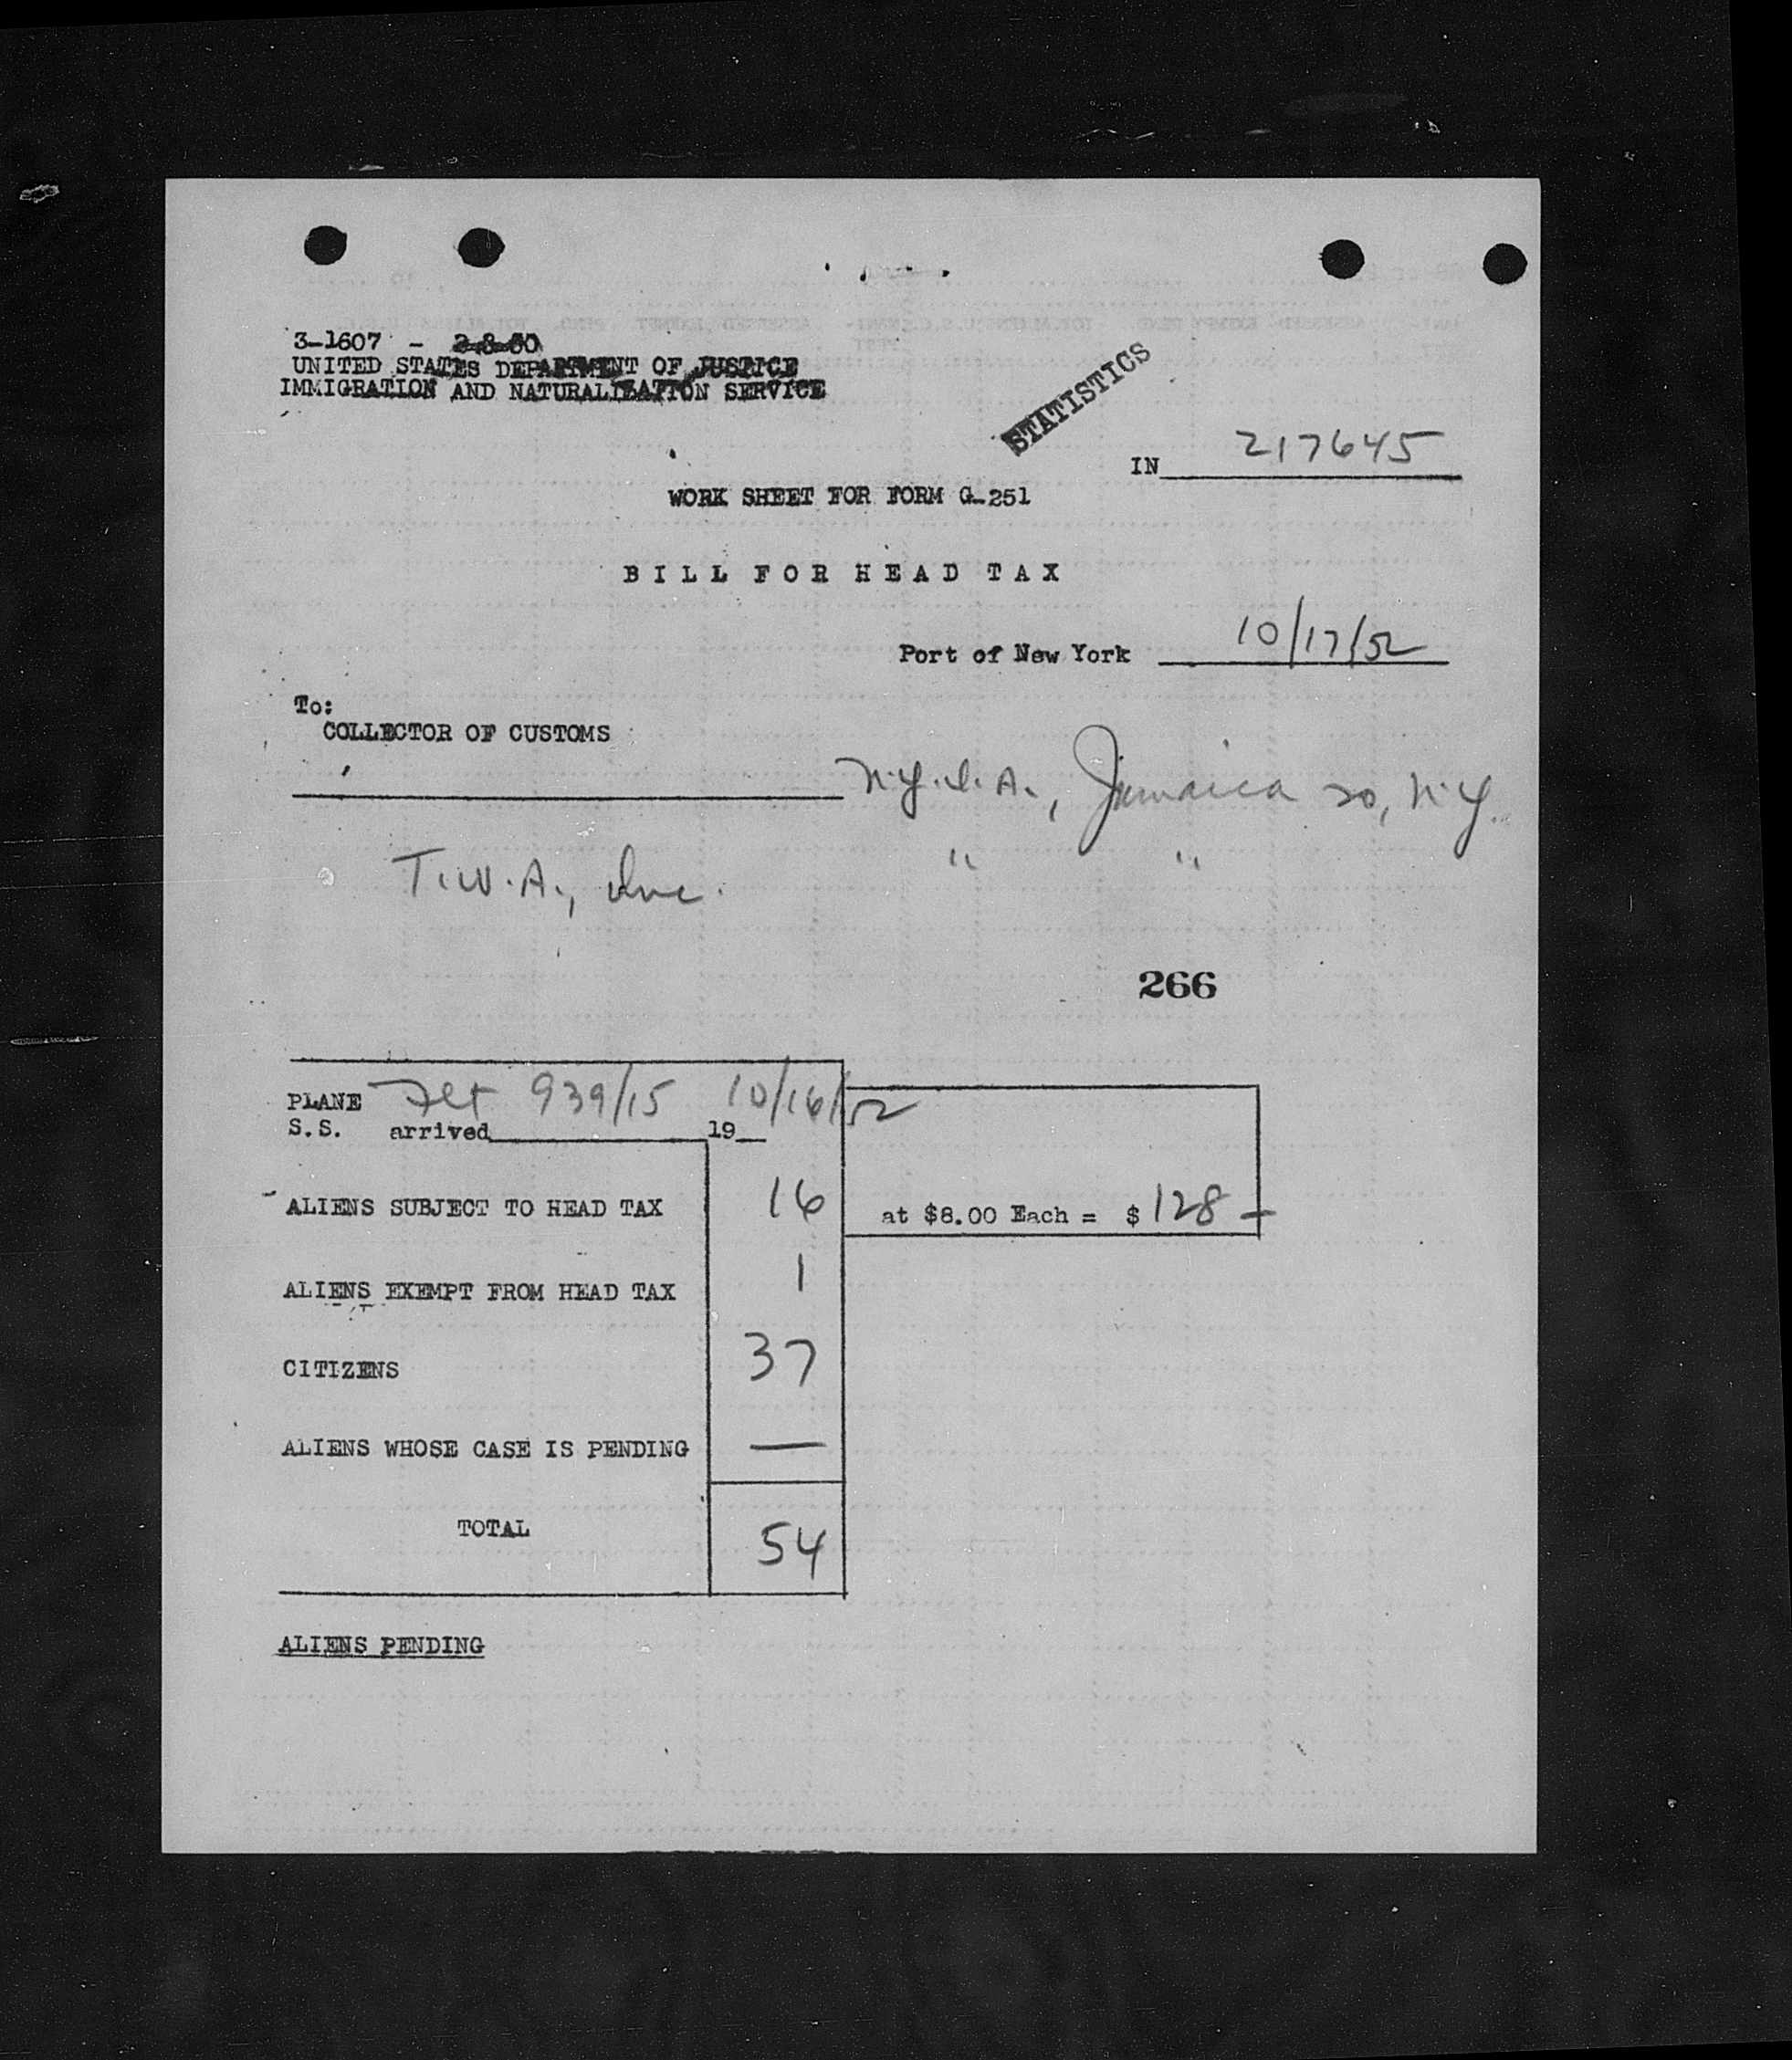 3-1607 - 2-8-50
UNITED STATES DEPARTMENT OF JUSTICE
IMMIGRATION AND NATURALIZATION SERVICE
STATISTICS
IN 217645
WORK SHEET FOR FORM G-251
BILL FOR HEAD TAX
Port of New York 10/17/52
To:
COLLECTOR OF CUSTOMS
N.Y.I.A., Jamaica 20, N.Y.
T.W.A., Inc. " "
266
PLANE Flt 939/15 10/16/52
S.S. arrived 19
ALIENS SUBJECT TO HEAD TAX 16 at $8.00 Each = $ 128 —
ALIENS EXEMPT FROM HEAD TAX 1
CITIZENS 37
ALIENS WHOSE CASE IS PENDING —
TOTAL 54
ALIENS PENDING